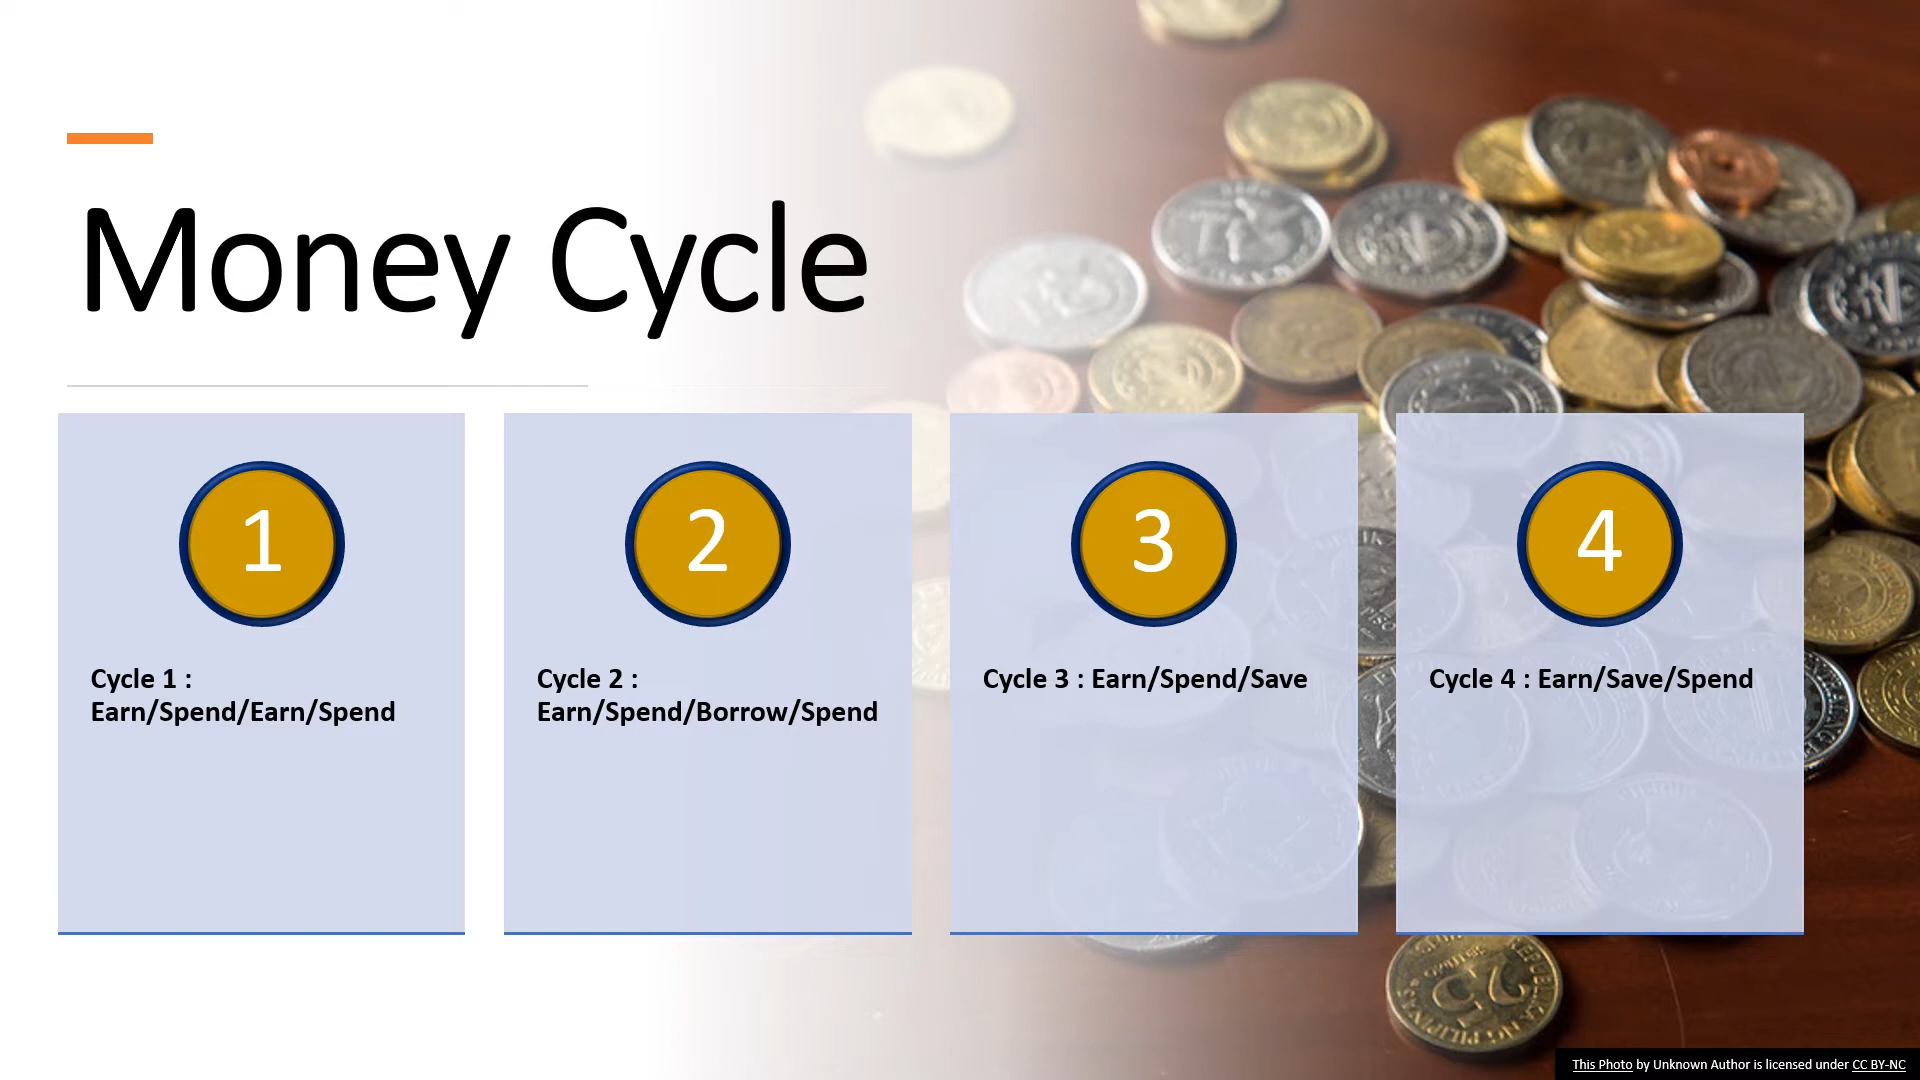 Money Cycle
1
Cycle 1 :
Earn/Spend/Earn/Spend
2
Cycle 2 :
Earn/Spend/Borrow/Spend
3
Cycle 3 : Earn/Spend/Save
4
Cycle 4 : Earn/Save/Spend
This Photo by Unknown Author is licensed under CC BY-NC